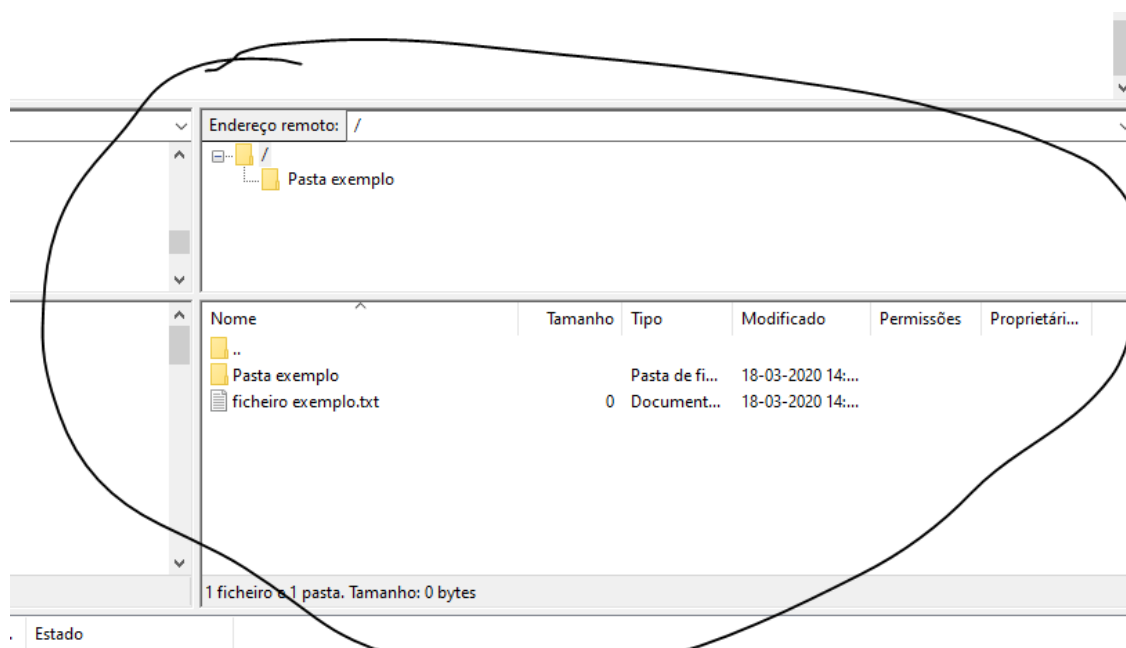 Endereço remoto: /
/
Pasta exemplo
Nome Tamanho Tipo Modificado Permissões Proprietári...
..
Pasta exemplo Pasta de fi... 18-03-2020 14:...
ficheiro exemplo.txt 0 Document... 18-03-2020 14:...
1 ficheiro e 1 pasta. Tamanho: 0 bytes
. Estado